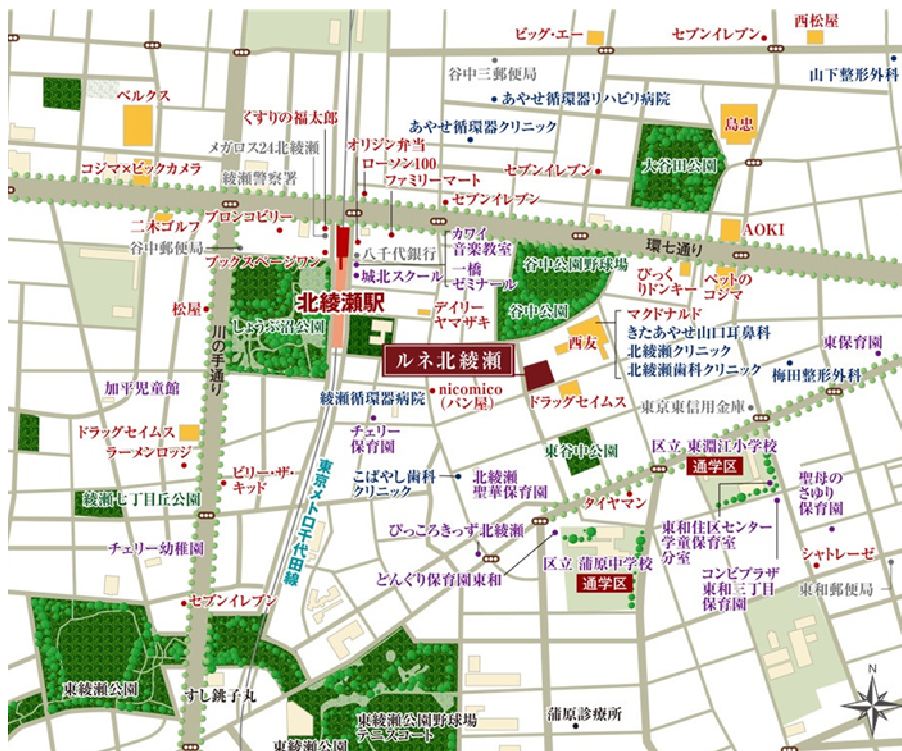 西松屋
ビッグ・エー
セブンイレブン
谷中三郵便局
山下整形外科
ベルクス
あやせ循環器リハビリ病院
くすりの福太郎
あやせ循環器クリニック
島忠
メガロス24北綾瀬
オリジン弁当
ローソン100
ファミリーマート
セブンイレブン
大谷田公園
コジマ×ビックカメラ
綾瀬警察署
セブンイレブン
二木ゴルフ
ブロンコビリー
カワイ
音楽教室
AOKI
環七通り
谷中郵便局
八千代銀行
ブックスページワン
城北スクール
一橋
ゼミナール
谷中公園野球場
びっく
りドンキー
ペットの
コジマ
北綾瀬駅
松屋
しょうぶ沼公園
デイリー
ヤマザキ
谷中公園
マクドナルド
きたあやせ山口耳鼻科
北綾瀬クリニック
北綾瀬歯科クリニック
西友
東保育園
川の手通り
ルネ北綾瀬
梅田整形外科
加平児童館
綾瀬循環器病院
nicomico
(パン屋)
ドラッグセイムス
東京東信用金庫
ドラッグセイムス
ラーメンロッジ
チェリー
保育園
東谷中公園
区立 東淵江小学校
通学区
ビリー・ザ・
キッド
東京メトロ千代田線
こばやし歯科
クリニック
北綾瀬
聖華保育園
聖母の
さゆり
保育園
綾瀬七丁目丘公園
タイヤマン
ぴっころきっず北綾瀬
東和住区センター
学童保育室
分室
チェリー幼稚園
どんぐり保育園東和
区立 蒲原中学校
通学区
シャトレーゼ
コンビプラザ
東和三丁目
保育園
東和郵便局
セブンイレブン
東綾瀬公園
すし銚子丸
東綾瀬公園野球場
テニスコート
東綾瀬公園
蒲原診療所
N